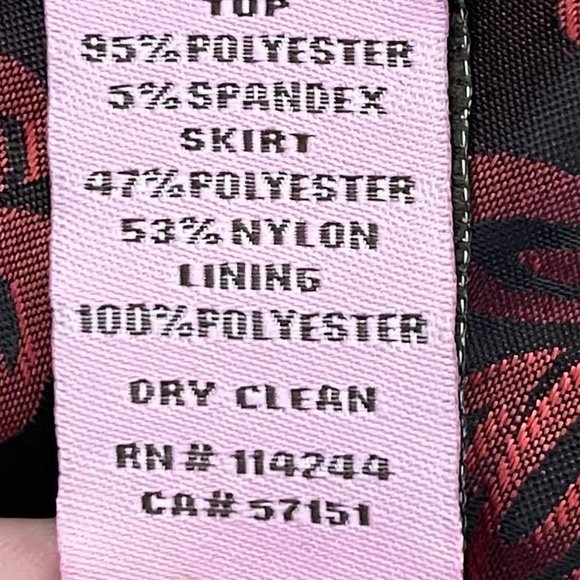 TOP
95%POLYESTER
5%SPANDEX
SKIRT
47%POLYESTER
53%NYLON
LINING
100%POLYESTER
DRY CLEAN
RN# 114244
CA# 57151